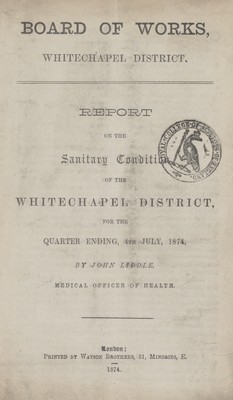 BOARD OF WORKS,
WHITECHAPEL DISTRICT.
REPORT
ON THE
Sanitary Condition
OF THE
WHITECHAPEL DISTRICT,
FOR THE
QUARTER ENDING, 4TH JULY, 1874,
BY JOHN LIDDLE,
MEDICAL OFFICER OF HEALTH.
London:
PRINTED BY WATSON BROTHERS, 31, MINORIES, E.
1874.